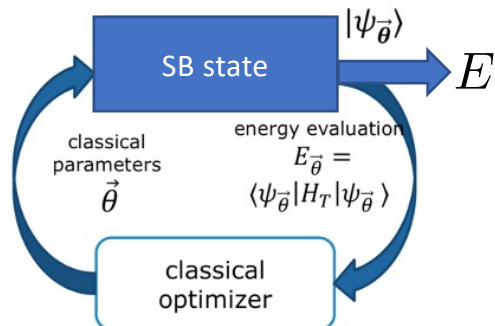 |ψ_θ⃗⟩
SB state
E
classical
parameters
θ⃗
energy evaluation
E_θ⃗ =
⟨ψ_θ⃗|H_T|ψ_θ⃗ ⟩
classical
optimizer